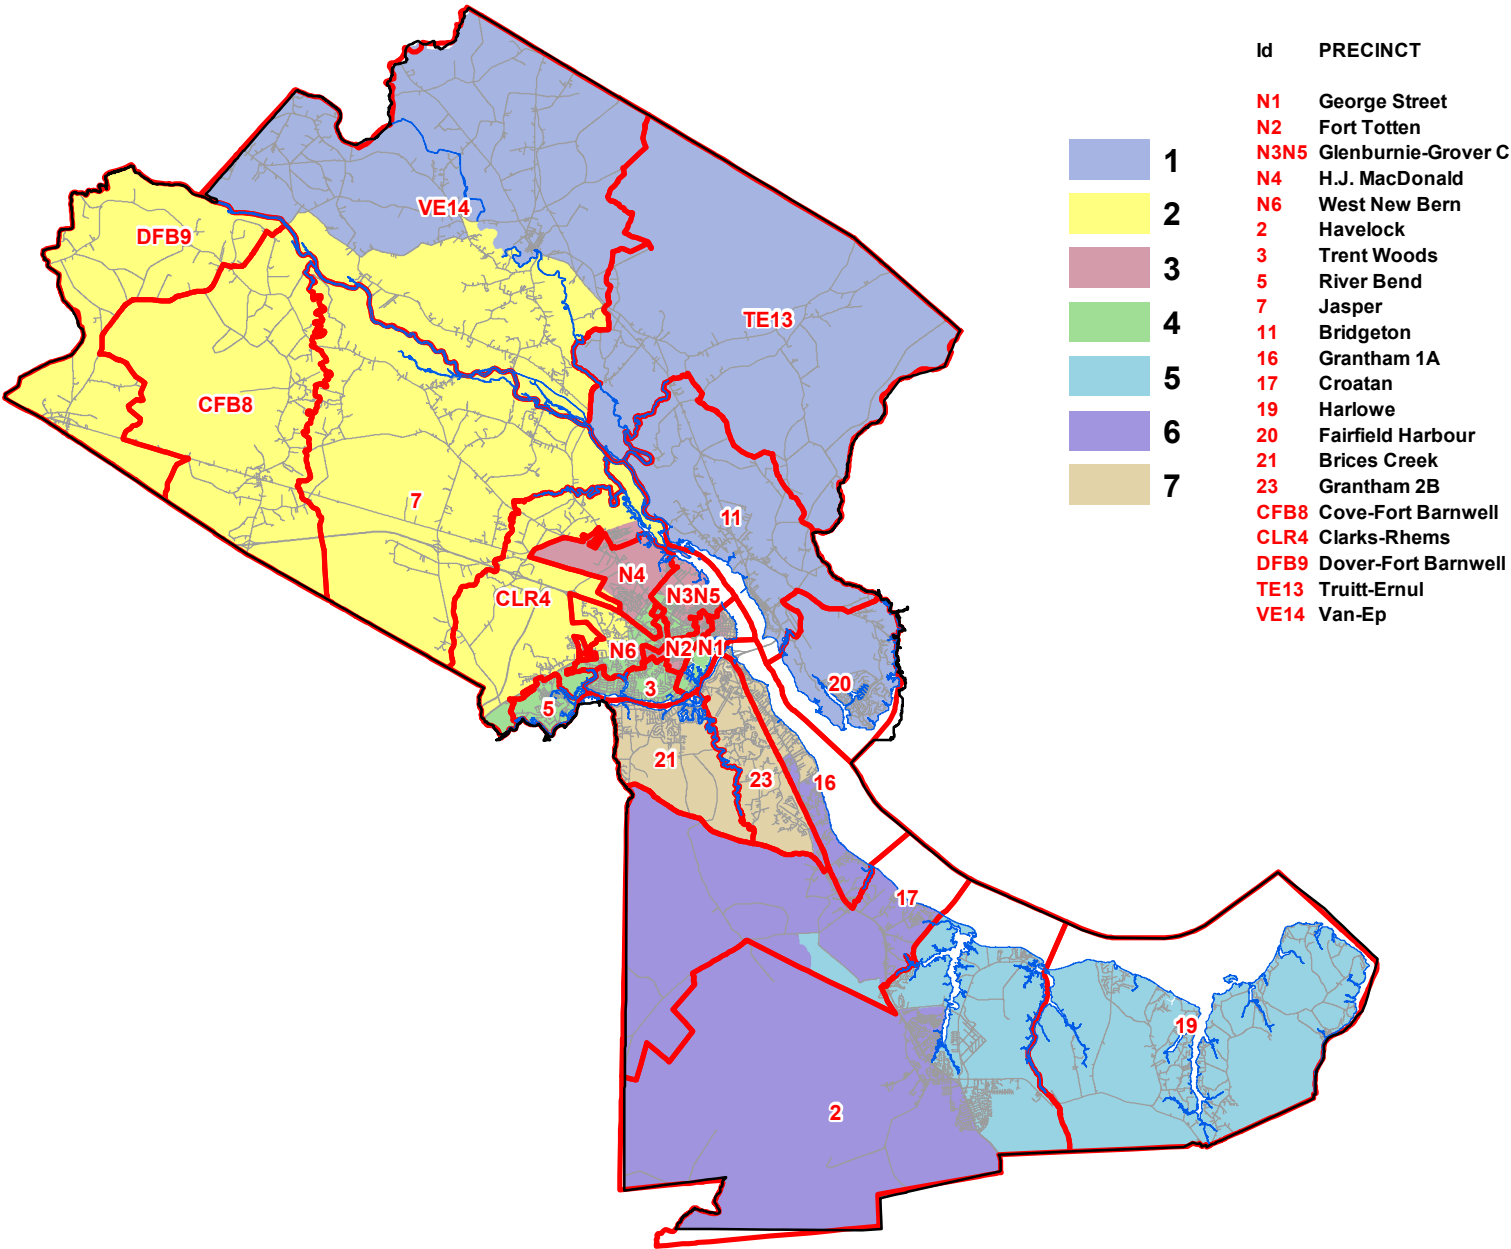 Id PRECINCT
N1 George Street
N2 Fort Totten
N3N5 Glenburnie-Grover C
N4 H.J. MacDonald
N6 West New Bern
2 Havelock
3 Trent Woods
5 River Bend
7 Jasper
11 Bridgeton
16 Grantham 1A
17 Croatan
19 Harlowe
20 Fairfield Harbour
21 Brices Creek
23 Grantham 2B
CFB8 Cove-Fort Barnwell
CLR4 Clarks-Rhems
DFB9 Dover-Fort Barnwell
TE13 Truitt-Ernul
VE14 Van-Ep
1
2
3
4
5
6
7
VE14
DFB9
TE13
CFB8
7
11
N4
CLR4
N3N5
N6
N2
N1
3
20
5
21
23
16
17
19
2